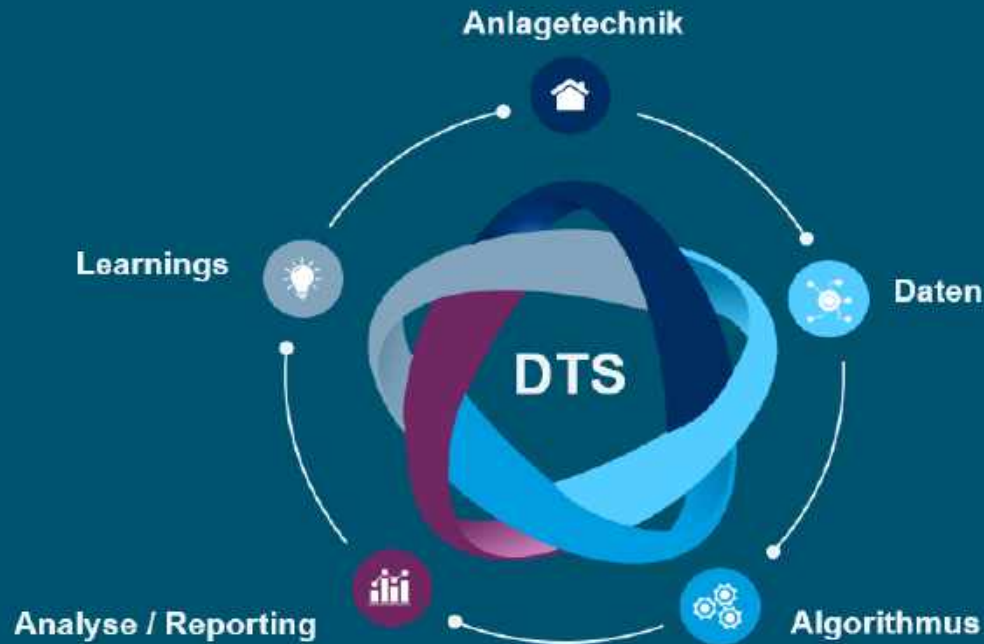 Anlagetechnik
Learnings
Daten
DTS
Analyse / Reporting
Algorithmus